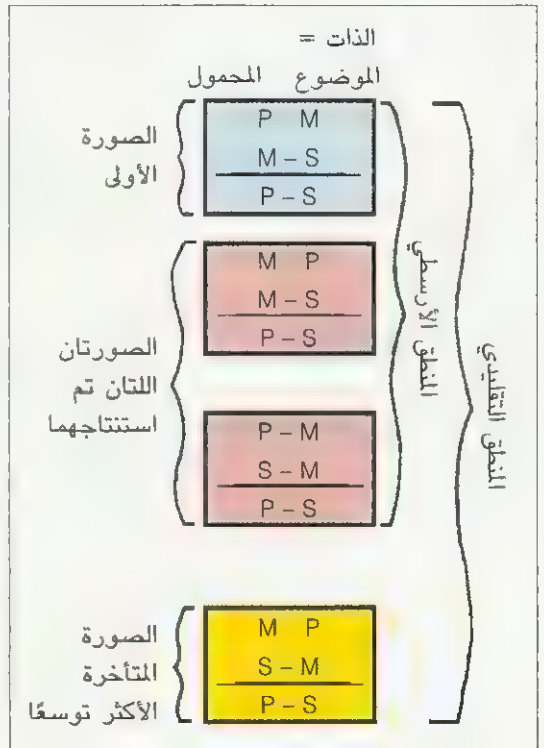 الذات =
الموضوع المحمول
الصورة
الأولى
P M
M – S
P – S
المنطق الأرسطي
المنطق التقليدي
الصورتان
اللتان تم
استنتاجهما
M P
M – S
P – S
P – M
S – M
P – S
الصورة
المتأخرة
الأكثر توسعًا
M P
S – M
P – S